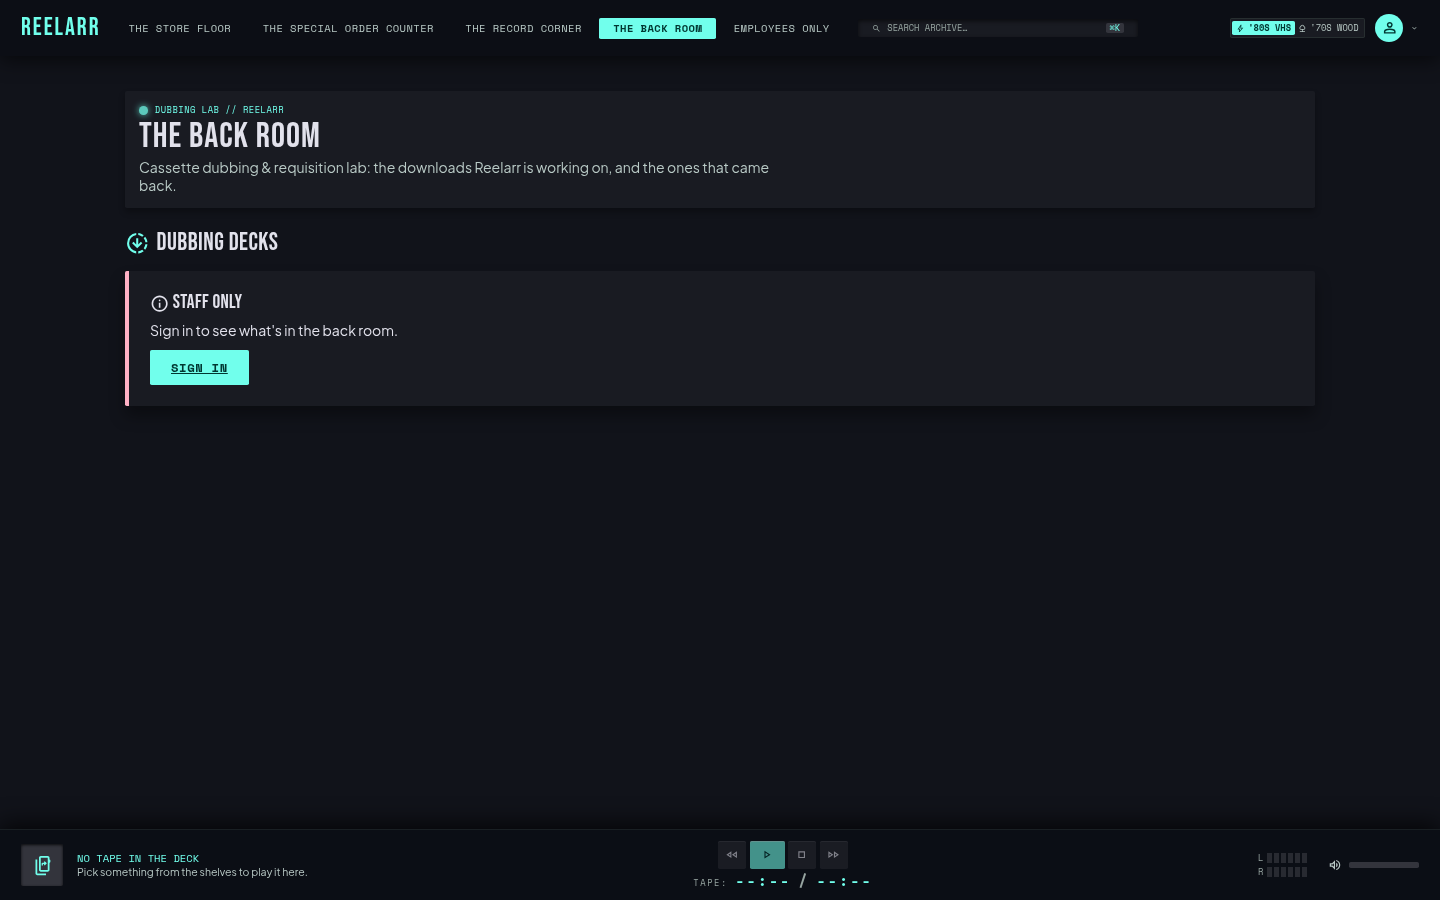 REELARR
THE STORE FLOOR
THE SPECIAL ORDER COUNTER
THE RECORD CORNER
THE BACK ROOM
EMPLOYEES ONLY
SEARCH ARCHIVE…
⌘K
'80S VHS
'70S WOOD
DUBBING LAB // REELARR
THE BACK ROOM
Cassette dubbing & requisition lab: the downloads Reelarr is working on, and the ones that came
back.
DUBBING DECKS
STAFF ONLY
Sign in to see what's in the back room.
SIGN IN
NO TAPE IN THE DECK
Pick something from the shelves to play it here.
TAPE: --:-- / --:--
L
R